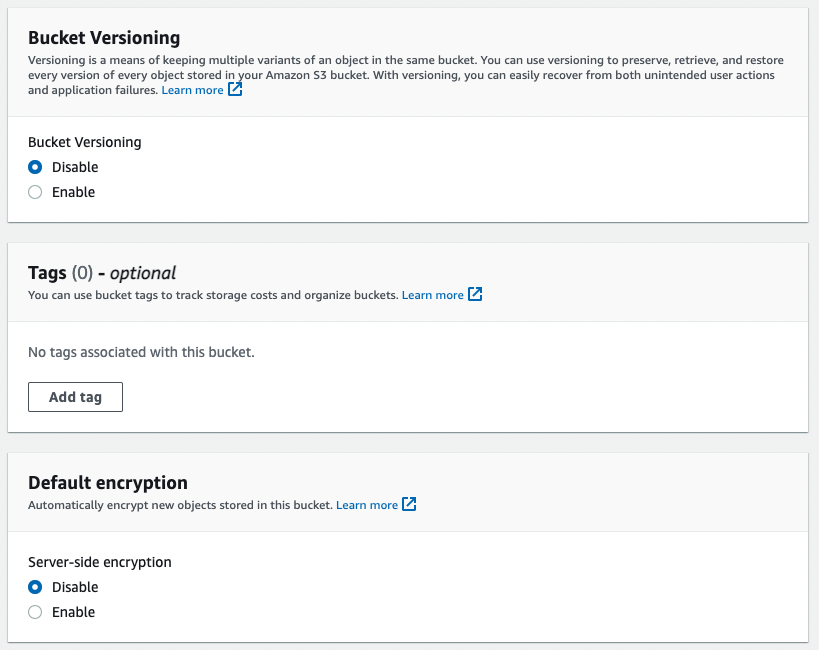 Bucket Versioning
Versioning is a means of keeping multiple variants of an object in the same bucket. You can use versioning to preserve, retrieve, and restore
every version of every object stored in your Amazon S3 bucket. With versioning, you can easily recover from both unintended user actions
and application failures. Learn more
Bucket Versioning
Disable
Enable
Tags (0) - optional
You can use bucket tags to track storage costs and organize buckets. Learn more
No tags associated with this bucket.
Add tag
Default encryption
Automatically encrypt new objects stored in this bucket. Learn more
Server-side encryption
Disable
Enable